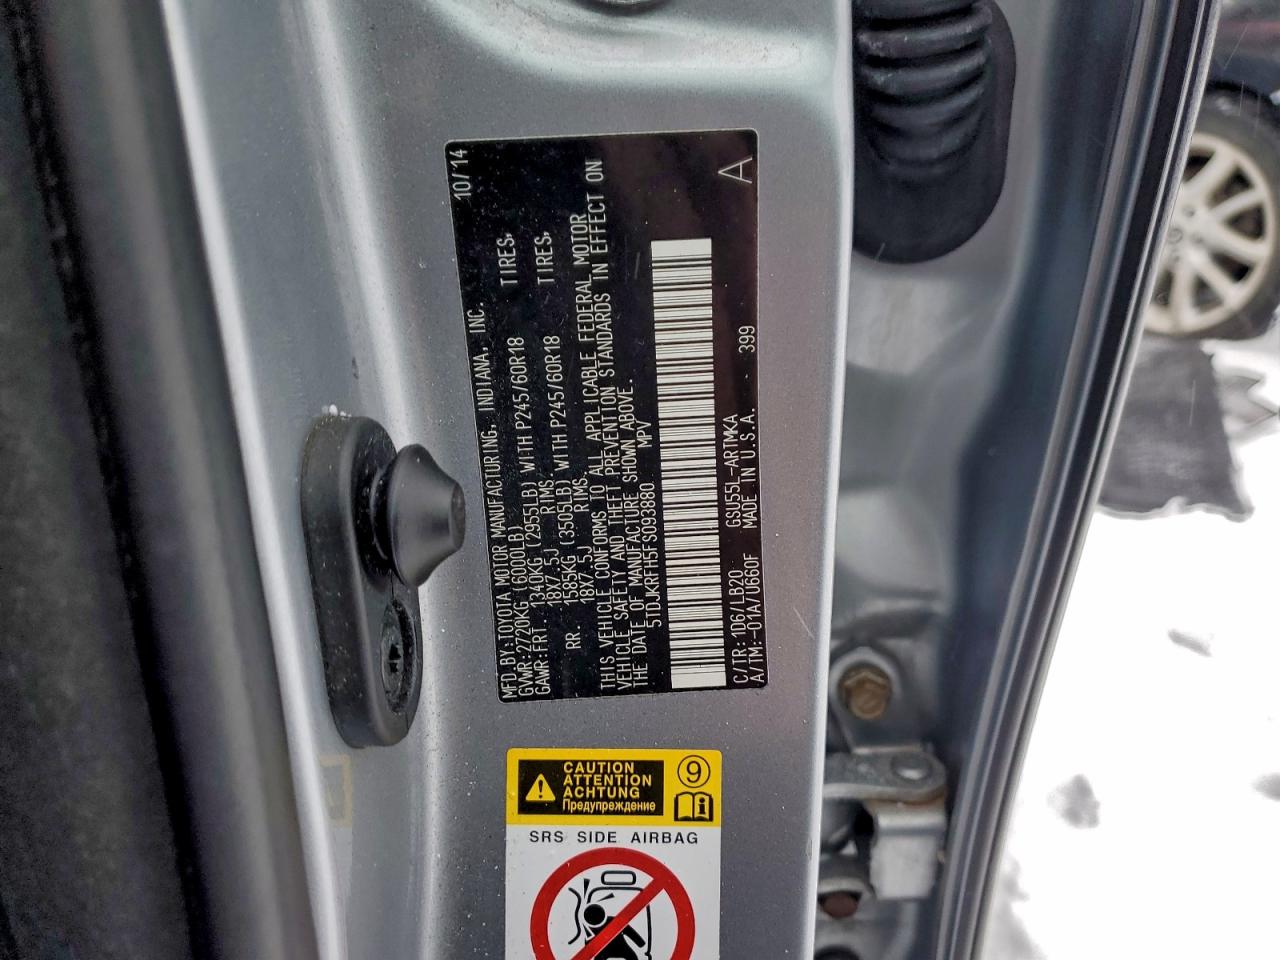 MFD.BY:TOYOTA MOTOR MANUFACTURING, INDIANA, INC. 10/14
GVWR:2720KG(6000LB)
GAWR:FRT 1340KG (2955LB) WITH P245/60R18 TIRES,
18X7.5J RIMS,
RR. 1585KG (3505LB) WITH P245/60R18 TIRES,
18X7.5J RIMS.
THIS VEHICLE CONFORMS TO ALL APPLICABLE FEDERAL MOTOR
VEHICLE SAFETY AND THEFT PREVENTION STANDARDS IN EFFECT ON
THE DATE OF MANUFACTURE SHOWN ABOVE.
5TDJKRFH5FS093880 MPV
C/TR:1D6/LB20 GSU55L-ARTMKA
A/TM:-01A/U660F MADE IN U.S.A. 399
A
CAUTION
ATTENTION
ACHTUNG
Предупреждение
9
SRS SIDE AIRBAG